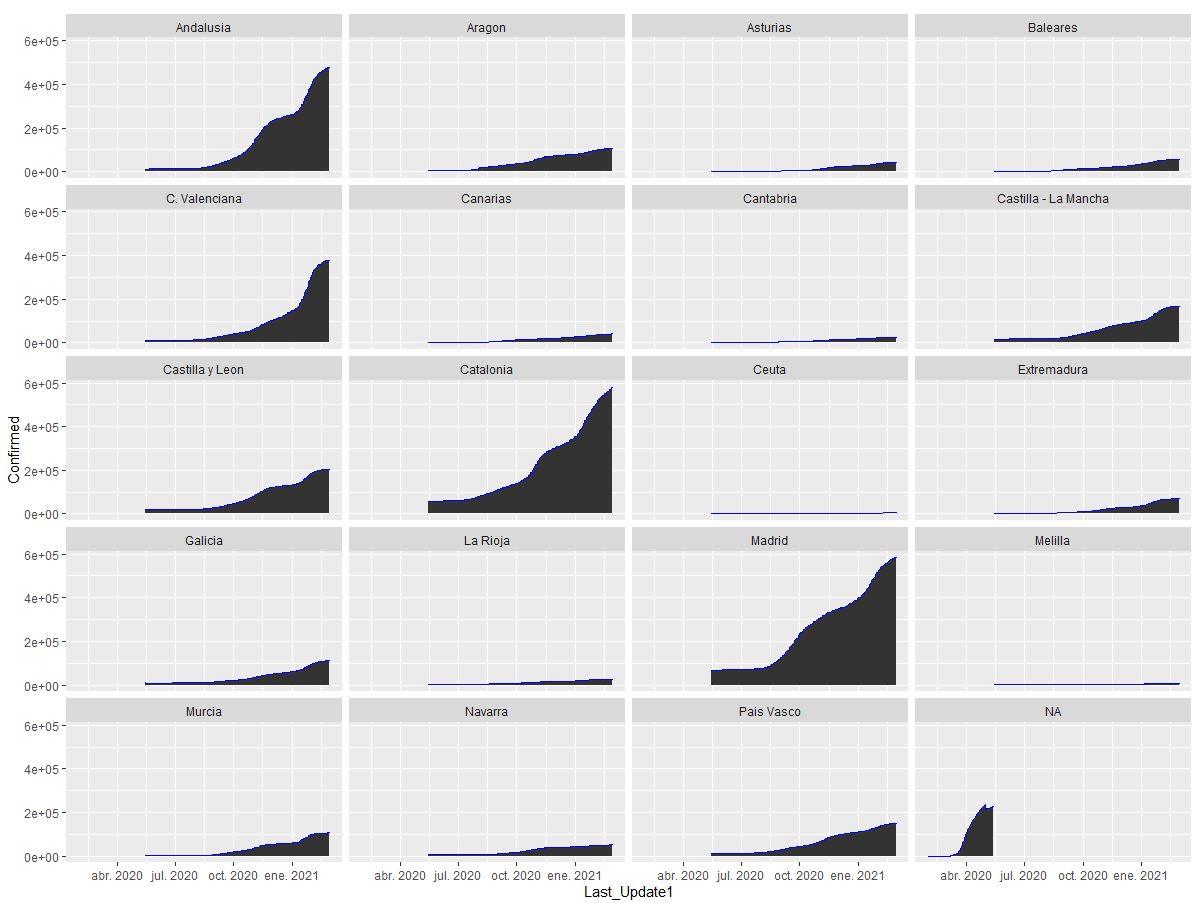 Andalusia Aragon Asturias Baleares
6e+05
4e+05
2e+05
0e+00
C. Valenciana Canarias Cantabria Castilla - La Mancha
6e+05
4e+05
2e+05
0e+00
Castilla y Leon Catalonia Ceuta Extremadura
6e+05
4e+05
2e+05
0e+00
Confirmed
Galicia La Rioja Madrid Melilla
6e+05
4e+05
2e+05
0e+00
Murcia Navarra Pais Vasco NA
6e+05
4e+05
2e+05
0e+00
abr. 2020 jul. 2020 oct. 2020 ene. 2021 abr. 2020 jul. 2020 oct. 2020 ene. 2021 abr. 2020 jul. 2020 oct. 2020 ene. 2021 abr. 2020 jul. 2020 oct. 2020 ene. 2021
Last_Update1